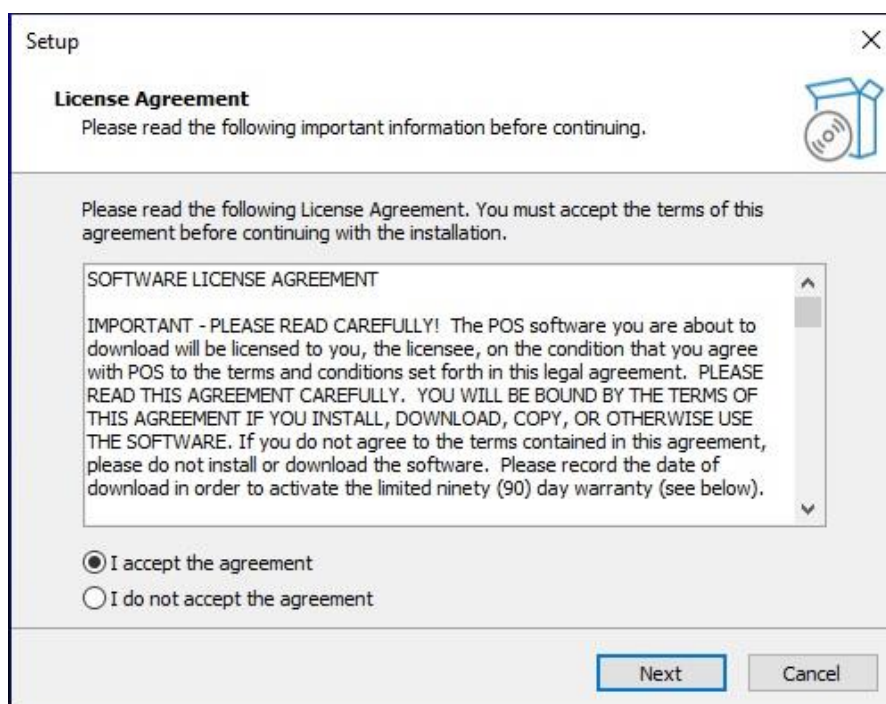 Setup
License Agreement
Please read the following important information before continuing.
Please read the following License Agreement. You must accept the terms of this
agreement before continuing with the installation.
SOFTWARE LICENSE AGREEMENT
IMPORTANT - PLEASE READ CAREFULLY!  The POS software you are about to
download will be licensed to you, the licensee, on the condition that you agree
with POS to the terms and conditions set forth in this legal agreement.  PLEASE
READ THIS AGREEMENT CAREFULLY.  YOU WILL BE BOUND BY THE TERMS OF
THIS AGREEMENT IF YOU INSTALL, DOWNLOAD, COPY, OR OTHERWISE USE
THE SOFTWARE. If you do not agree to the terms contained in this agreement,
please do not install or download the software.  Please record the date of
download in order to activate the limited ninety (90) day warranty (see below).
I accept the agreement
I do not accept the agreement
Next
Cancel